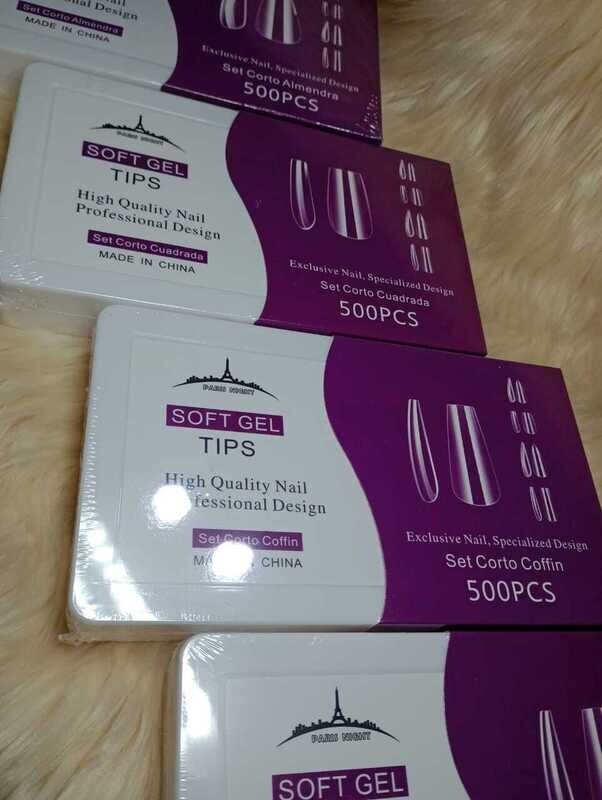 Set Corto Almendra
MADE IN CHINA
Exclusive Nail, Specialized Design
Set Corto Almendra
500PCS
PARIS NIGHT
SOFT GEL
TIPS
High Quality Nail
Professional Design
Set Corto Cuadrada
MADE IN CHINA
Exclusive Nail, Specialized Design
Set Corto Cuadrada
500PCS
PARIS NIGHT
SOFT GEL
TIPS
High Quality Nail
Professional Design
Set Corto Coffin
MADE IN CHINA
Exclusive Nail, Specialized Design
Set Corto Coffin
500PCS
PARIS NIGHT
SOFT GEL